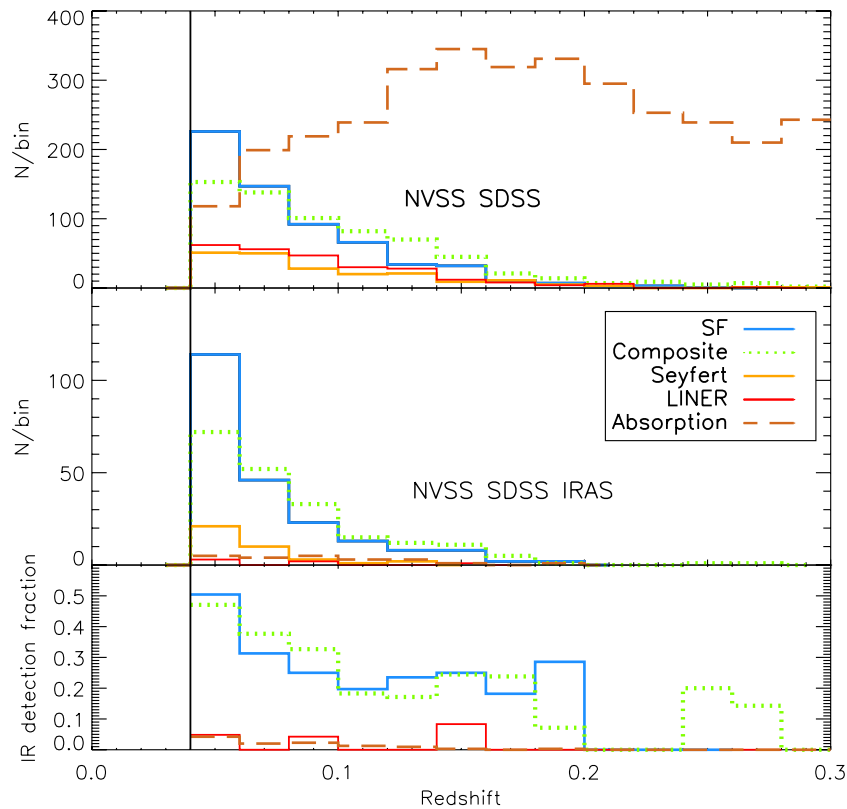 400
300
200
100
0
N/bin
NVSS SDSS
100
50
0
N/bin
SF
Composite
Seyfert
LINER
Absorption
NVSS SDSS IRAS
0.5
0.4
0.3
0.2
0.1
0.0
IR detection fraction
0.0
0.1
0.2
0.3
Redshift